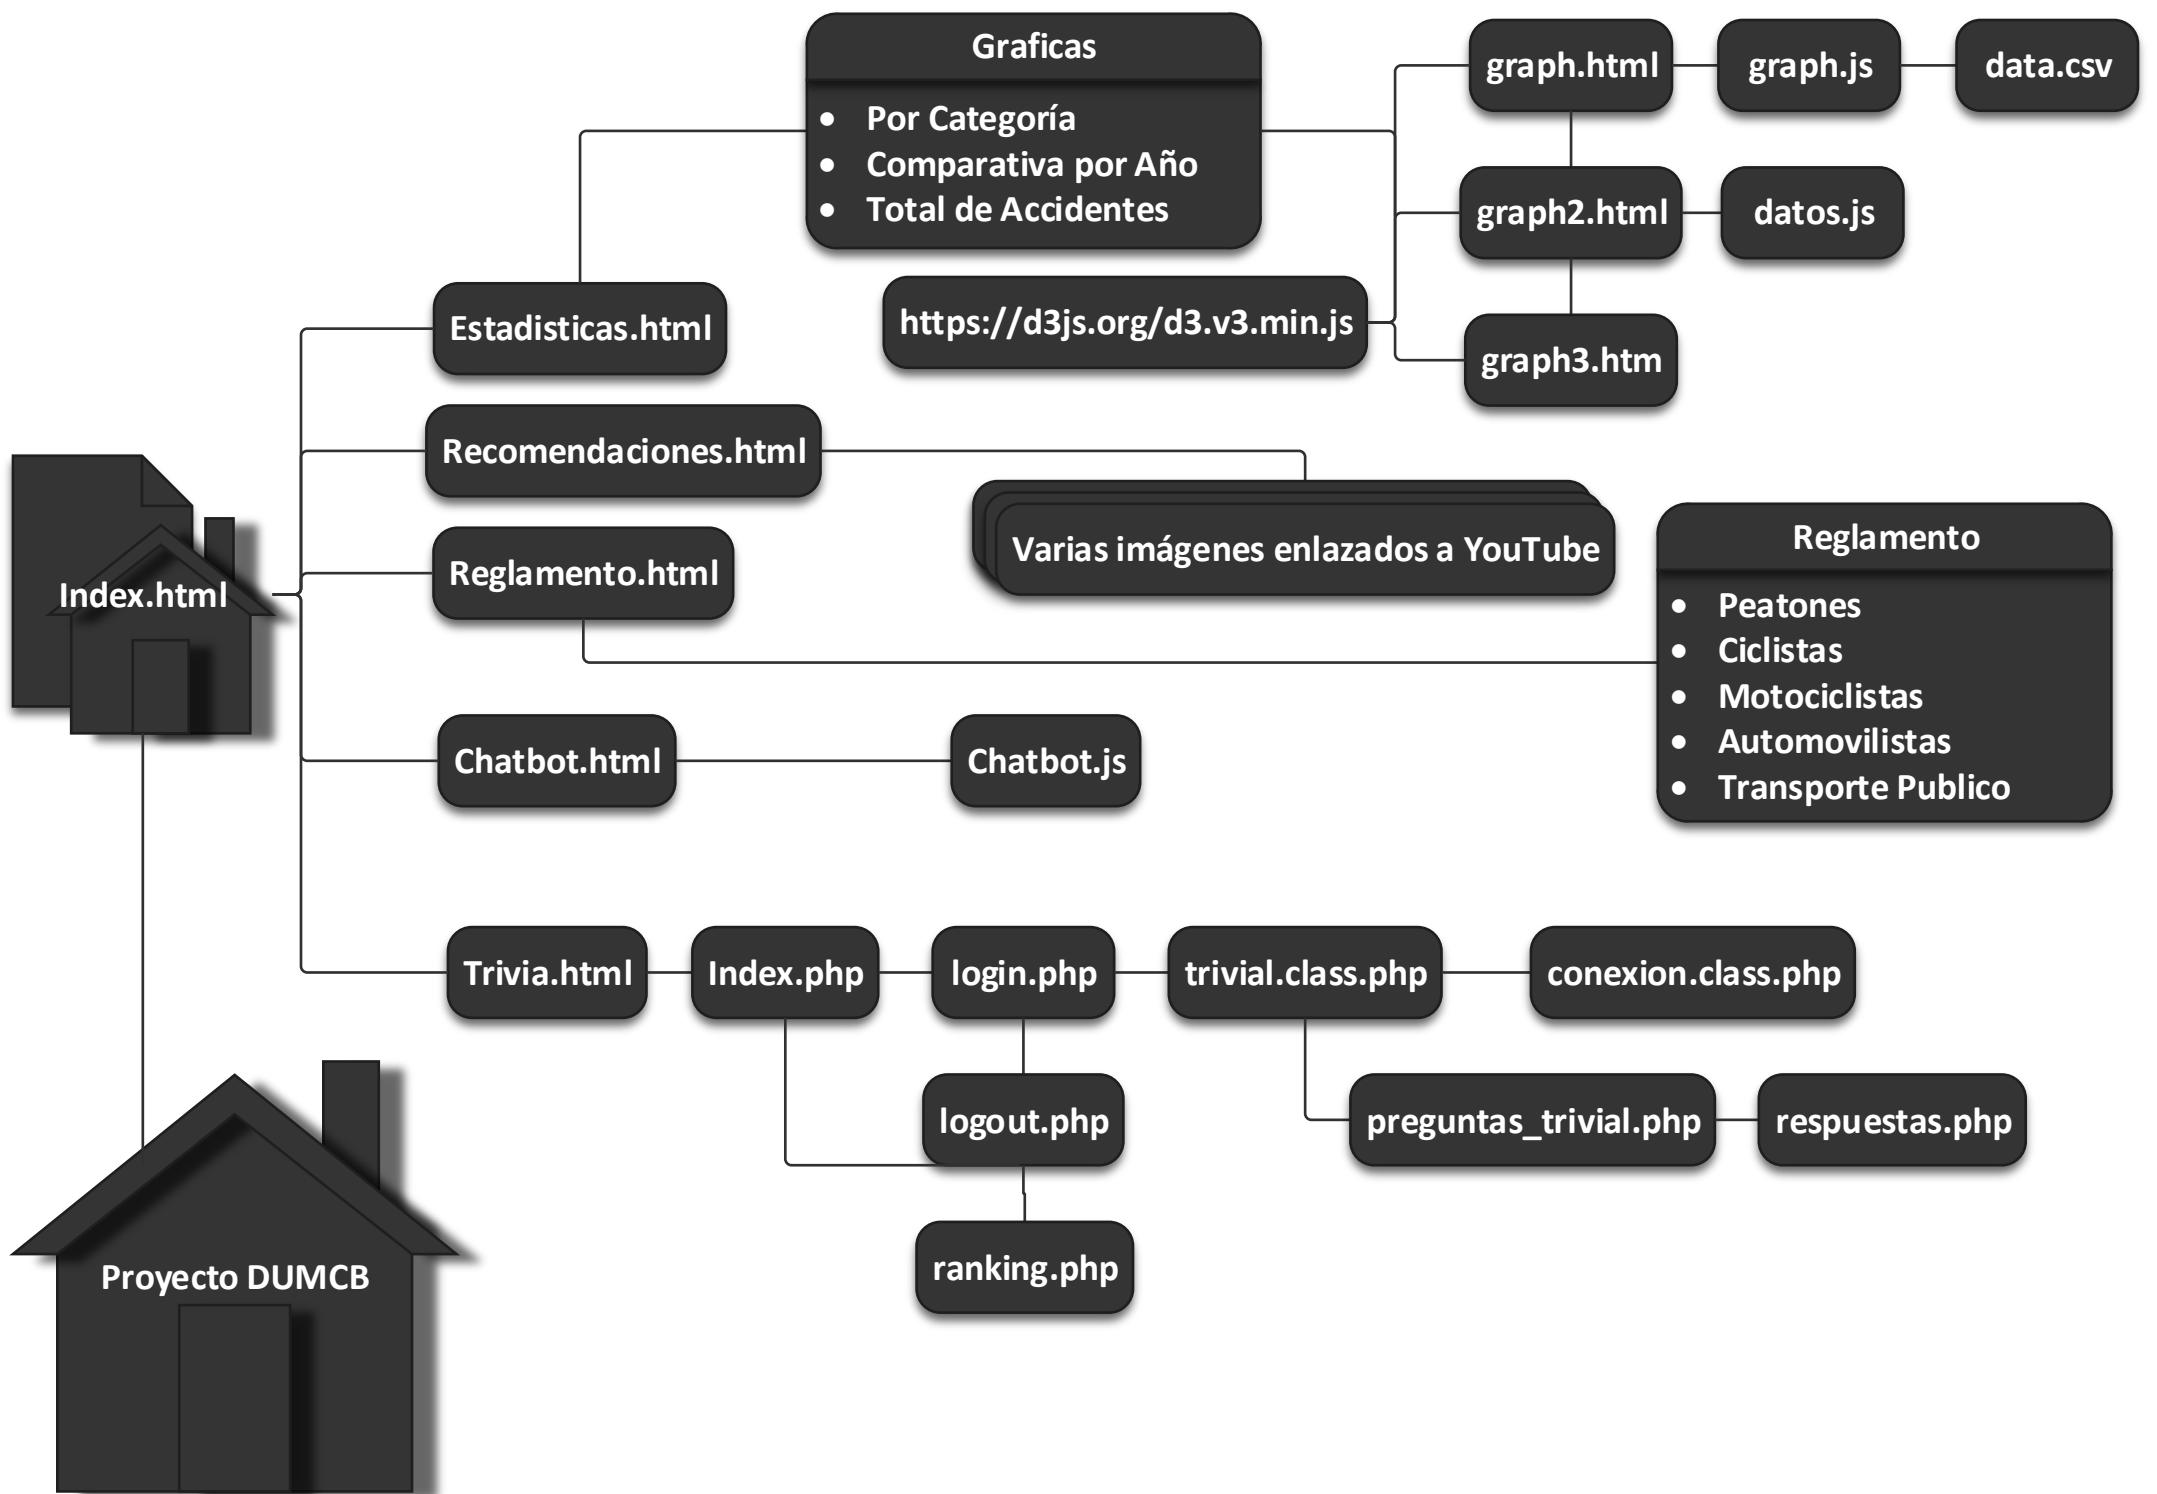 Graficas
• Por Categoría
• Comparativa por Año
• Total de Accidentes
graph.html
graph.js
data.csv
graph2.html
datos.js
https://d3js.org/d3.v3.min.js
graph3.htm
Estadisticas.html
Recomendaciones.html
Varias imágenes enlazados a YouTube
Reglamento.html
Index.html
Reglamento
• Peatones
• Ciclistas
• Motociclistas
• Automovilistas
• Transporte Publico
Chatbot.html
Chatbot.js
Trivia.html
Index.php
login.php
trivial.class.php
conexion.class.php
logout.php
preguntas_trivial.php
respuestas.php
ranking.php
Proyecto DUMCB